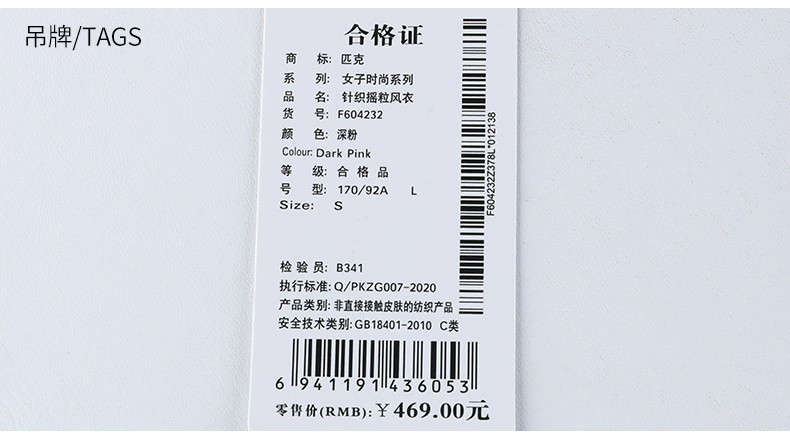 吊牌/TAGS
合格证
商 标: 匹克
系 列: 女子时尚系列
品 名: 针织摇粒风衣
货 号: F604232
颜 色: 深粉
Colour: Dark Pink
等 级: 合格品
号 型: 170/92A L
Size: S
检验员: B341
执行标准: Q/PKZG007-2020
产品类别: 非直接接触皮肤的纺织产品
安全技术类别: GB18401-2010 C类
6 941191 436053
零售价(RMB): ¥ 469.00元
F604232Z378L*012138